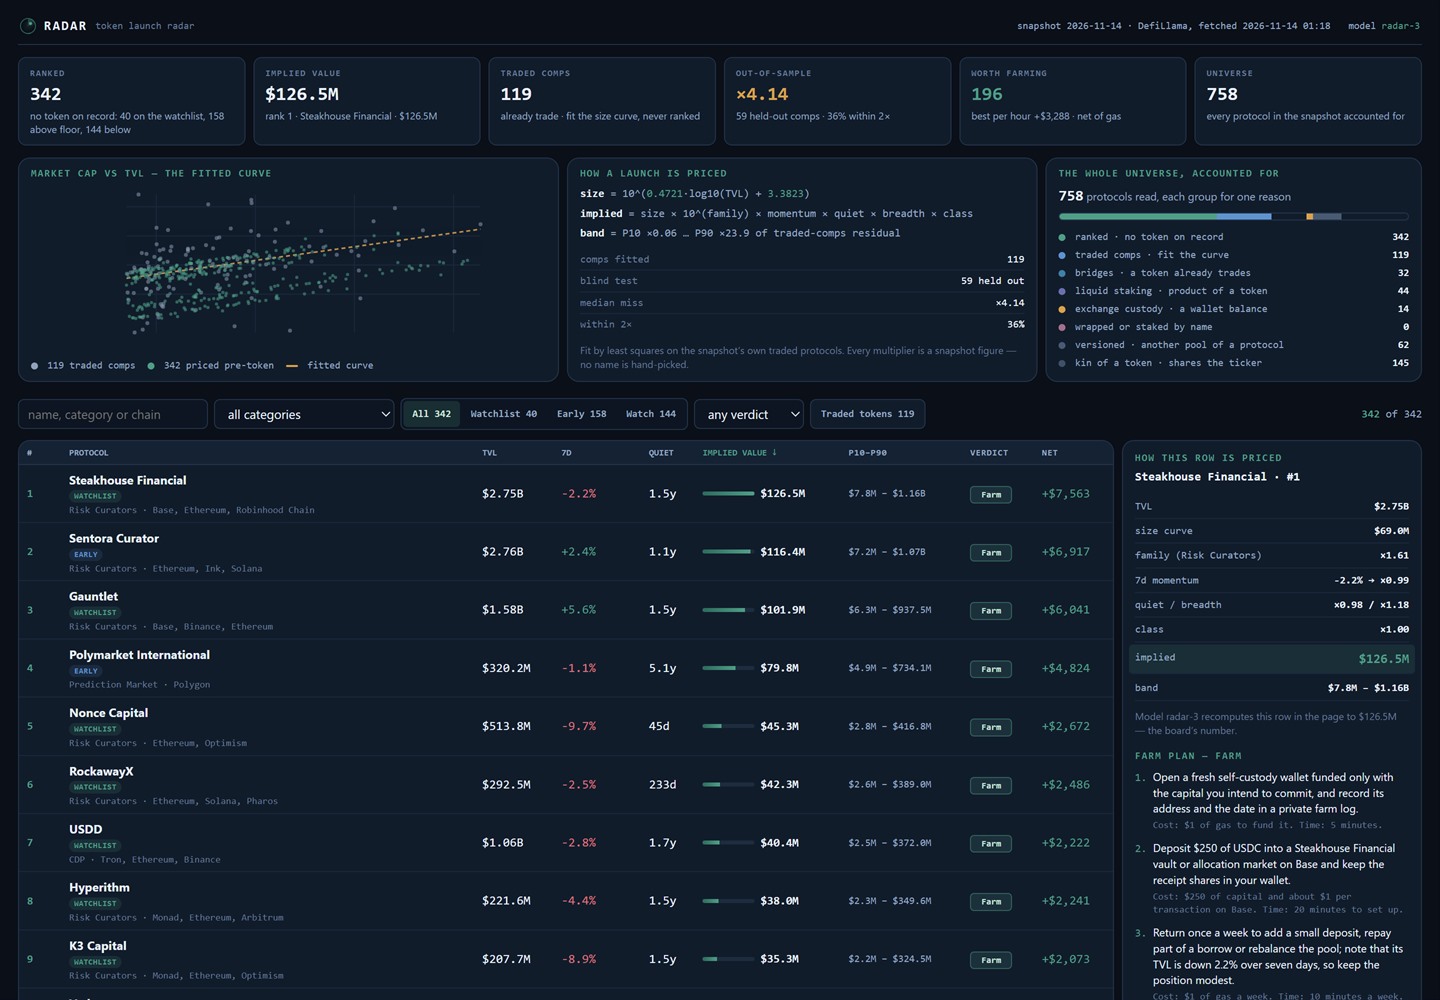 RADAR token launch radar
snapshot 2026-11-14 · DefiLlama, fetched 2026-11-14 01:18 model radar-3
RANKED
342
no token on record: 40 on the watchlist, 158
above floor, 144 below
IMPLIED VALUE
$126.5M
rank 1 · Steakhouse Financial · $126.5M
TRADED COMPS
119
already trade · fit the size curve, never ranked
OUT-OF-SAMPLE
×4.14
59 held-out comps · 36% within 2×
WORTH FARMING
196
best per hour +$3,288 · net of gas
UNIVERSE
758
every protocol in the snapshot accounted for
MARKET CAP VS TVL — THE FITTED CURVE
119 traded comps 342 priced pre-token fitted curve
HOW A LAUNCH IS PRICED
size = 10^(0.4721·log10(TVL) + 3.3823)
implied = size × 10^(family) × momentum × quiet × breadth × class
band = P10 ×0.06 … P90 ×23.9 of traded-comps residual
comps fitted 119
blind test 59 held out
median miss ×4.14
within 2× 36%
Fit by least squares on the snapshot's own traded protocols. Every multiplier is a snapshot figure —
no name is hand-picked.
THE WHOLE UNIVERSE, ACCOUNTED FOR
758 protocols read, each group for one reason
ranked · no token on record 342
traded comps · fit the curve 119
bridges · a token already trades 32
liquid staking · product of a token 44
exchange custody · a wallet balance 14
wrapped or staked by name 0
versioned · another pool of a protocol 62
kin of a token · shares the ticker 145
name, category or chain
all categories
All 342 Watchlist 40 Early 158 Watch 144
any verdict
Traded tokens 119
342 of 342
# PROTOCOL TVL 7D QUIET IMPLIED VALUE ↓ P10–P90 VERDICT NET
1 Steakhouse Financial $2.75B -2.2% 1.5y $126.5M $7.8M – $1.16B Farm +$7,563
WATCHLIST
Risk Curators · Base, Ethereum, Robinhood Chain
2 Sentora Curator $2.76B +2.4% 1.1y $116.4M $7.2M – $1.07B Farm +$6,917
EARLY
Risk Curators · Ethereum, Ink, Solana
3 Gauntlet $1.58B +5.6% 1.5y $101.9M $6.3M – $937.5M Farm +$6,041
WATCHLIST
Risk Curators · Base, Binance, Ethereum
4 Polymarket International $320.2M -1.1% 5.1y $79.8M $4.9M – $734.1M Farm +$4,824
EARLY
Prediction Market · Polygon
5 Nonce Capital $513.8M -9.7% 45d $45.3M $2.8M – $416.8M Farm +$2,672
WATCHLIST
Risk Curators · Ethereum, Optimism
6 RockawayX $292.5M -2.5% 233d $42.3M $2.6M – $389.0M Farm +$2,486
WATCHLIST
Risk Curators · Ethereum, Solana, Pharos
7 USDD $1.06B -2.8% 1.7y $40.4M $2.5M – $372.0M Farm +$2,222
WATCHLIST
CDP · Tron, Ethereum, Binance
8 Hyperithm $221.6M -4.4% 1.5y $38.0M $2.3M – $349.6M Farm +$2,241
WATCHLIST
Risk Curators · Monad, Ethereum, Arbitrum
9 K3 Capital $207.7M -8.9% 1.5y $35.3M $2.2M – $324.5M Farm +$2,073
WATCHLIST
Risk Curators · Monad, Ethereum, Optimism
HOW THIS ROW IS PRICED
Steakhouse Financial · #1
TVL $2.75B
size curve $69.0M
family (Risk Curators) ×1.61
7d momentum -2.2% → ×0.99
quiet / breadth ×0.98 / ×1.18
class ×1.00
implied $126.5M
band $7.8M – $1.16B
Model radar-3 recomputes this row in the page to $126.5M
— the board's number.
FARM PLAN — FARM
1. Open a fresh self-custody wallet funded only with
the capital you intend to commit, and record its
address and the date in a private farm log.
Cost: $1 of gas to fund it. Time: 5 minutes.
2. Deposit $250 of USDC into a Steakhouse Financial
vault or allocation market on Base and keep the
receipt shares in your wallet.
Cost: $250 of capital and about $1 per
transaction on Base. Time: 20 minutes to set up.
3. Return once a week to add a small deposit, repay
part of a borrow or rebalance the pool; note that its
TVL is down 2.2% over seven days, so keep the
position modest.
Cost: $1 of gas a week. Time: 10 minutes a week.